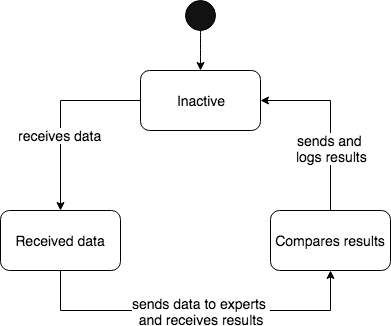 Inactive
receives data
sends and
logs results
Received data
Compares results
sends data to experts
and receives results